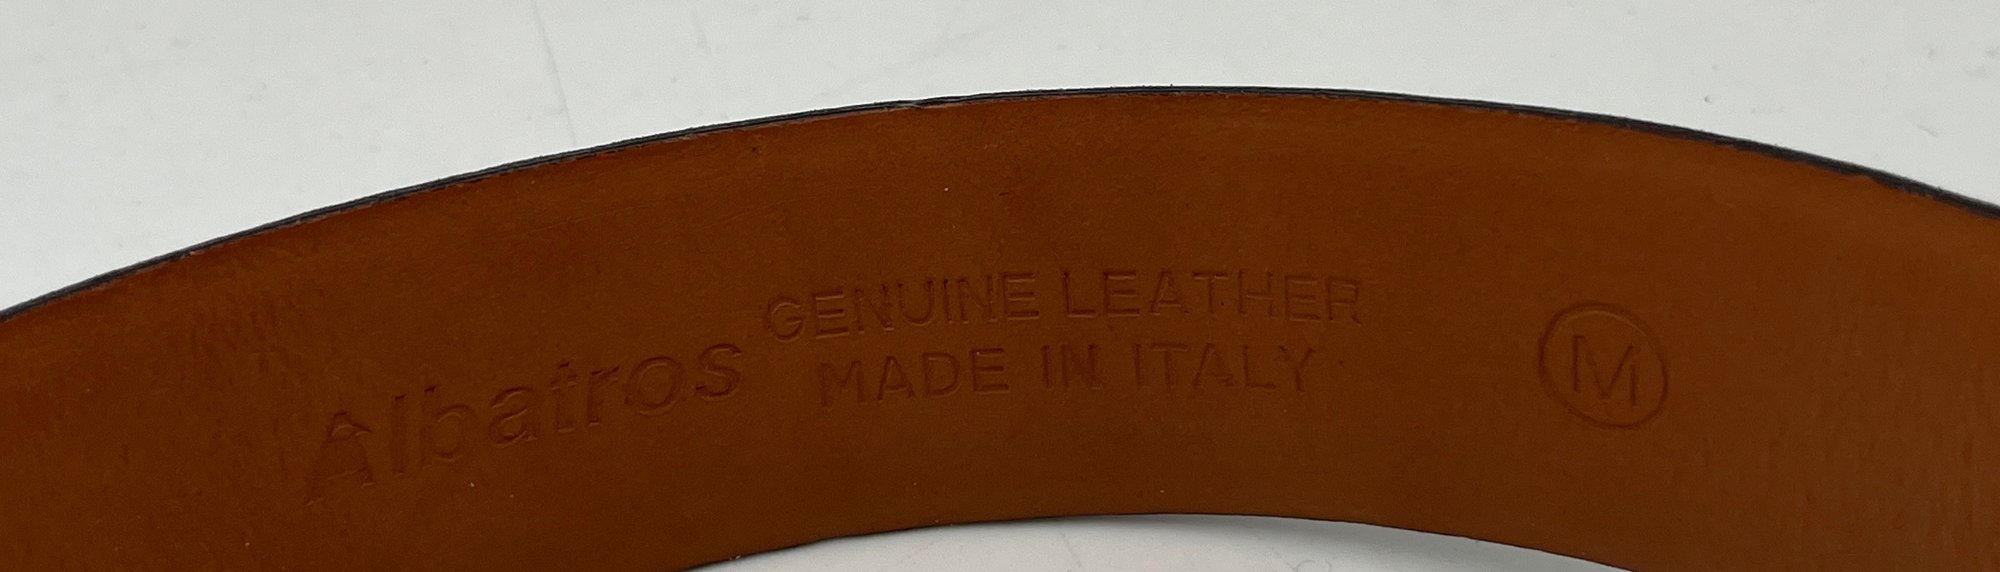 Albatros
GENUINE LEATHER
MADE IN ITALY
M